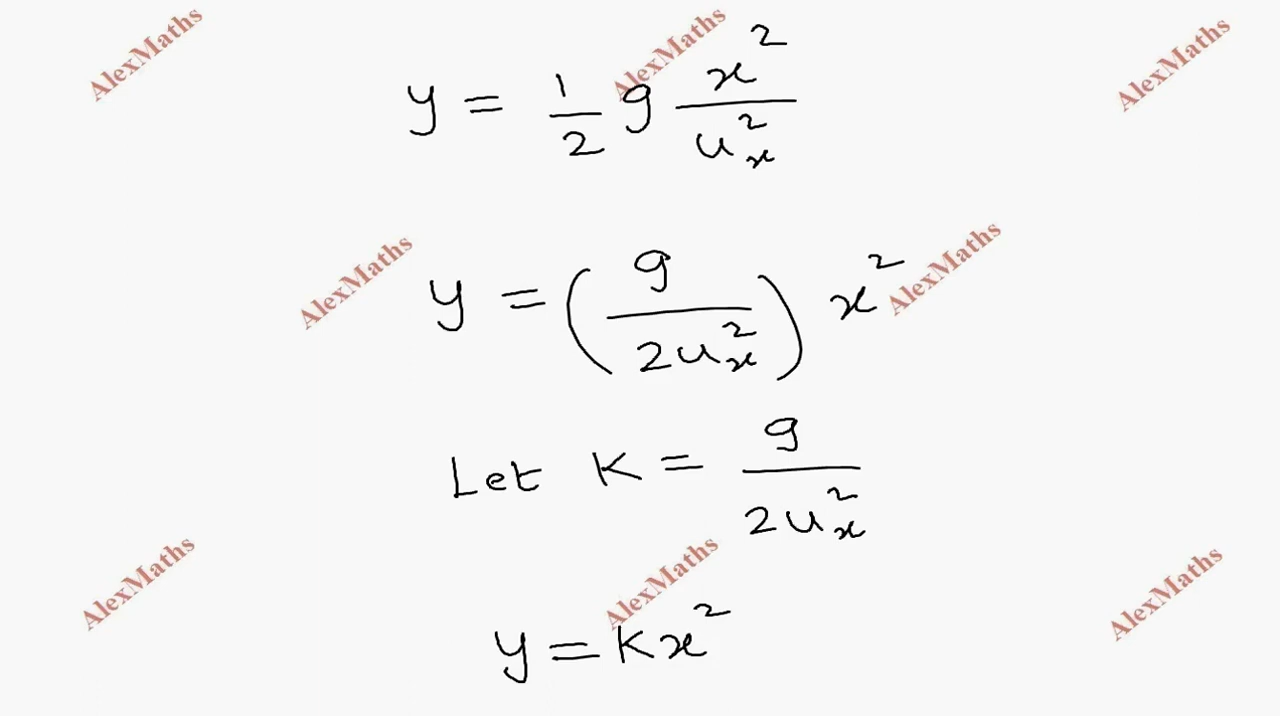 AlexMaths AlexMaths AlexMaths
y = 1/2 g x²/uₓ²
AlexMaths AlexMaths
y = (g/2uₓ²) x²
Let K = g/2uₓ²
AlexMaths AlexMaths AlexMaths
y = Kx²